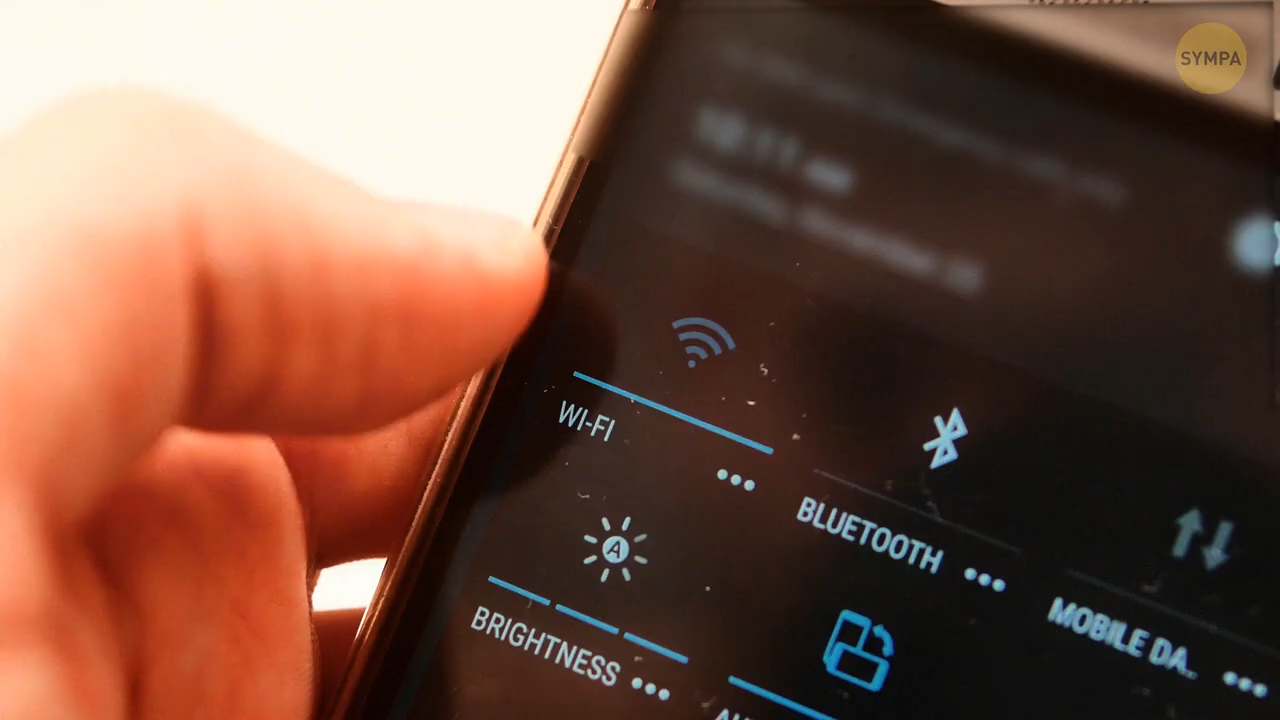 SYMPA
WI-FI
BLUETOOTH
MOBILE DA..
A
BRIGHTNESS